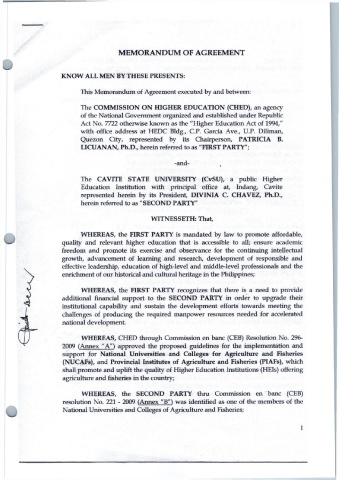 MEMORANDUM OF AGREEMENT
KNOW ALL MEN BY THESE PRESENTS:
This Memorandum of Agreement executed by and between:
The COMMISSION ON HIGHER EDUCATION (CHED), an agency
of the National Government organized and established under Republic
Act No. 7722 otherwise known as the "Higher Education Act of 1994,"
with office address at HEDC Bldg., C.P. Garcia Ave., U.P. Diliman,
Quezon City, represented by its Chairperson, PATRICIA B.
LICUANAN, Ph.D., herein referred to as "FIRST PARTY";
-and-
The CAVITE STATE UNIVERSITY (CvSU), a public Higher
Education Institution with principal office at, Indang, Cavite
represented herein by its President, DIVINIA C. CHAVEZ, Ph.D.,
herein referred to as "SECOND PARTY"
WITNESSETH: That,
WHEREAS, the FIRST PARTY is mandated by law to promote affordable,
quality and relevant higher education that is accessible to all; ensure academic
freedom and promote its exercise and observance for the continuing intellectual
growth, advancement of learning and research, development of responsible and
effective leadership, education of high-level and middle-level professionals and the
enrichment of our historical and cultural heritage in the Philippines;
WHEREAS, the FIRST PARTY recognizes that there is a need to provide
additional financial support to the SECOND PARTY in order to upgrade their
institutional capability and sustain the development efforts towards meeting the
challenges of producing the required manpower resources needed for accelerated
national development.
WHEREAS, CHED through Commission en banc (CEB) Resolution No. 296-
2009 (Annex "A") approved the proposed guidelines for the implementation and
support for National Universities and Colleges for Agriculture and Fisheries
(NUCAFs), and Provincial Institutes of Agriculture and Fisheries (PIAFs), which
shall promote and uplift the quality of Higher Education Institutions (HEIs) offering
agriculture and fisheries in the country;
WHEREAS, the SECOND PARTY thru Commission en banc (CEB)
resolution No. 221 - 2009 (Annex "B") was identified as one of the members of the
National Universities and Colleges of Agriculture and Fisheries;
1